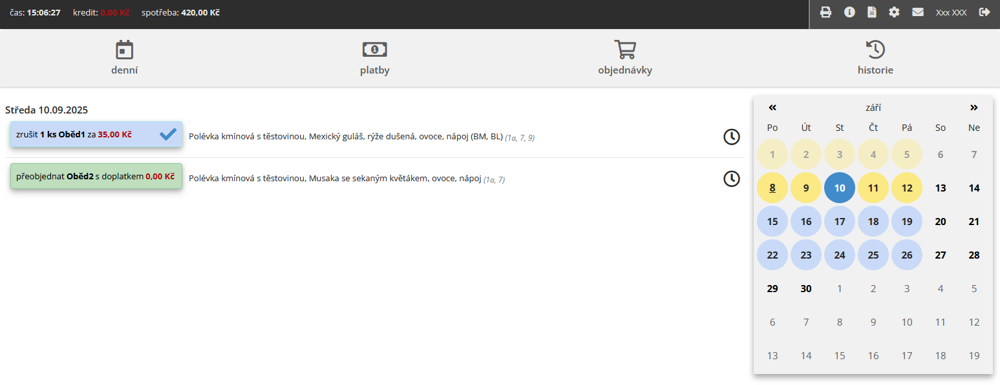 čas: 15:06:27 kredit: 0,00 Kč spotřeba: 420,00 Kč Xxx XXX
denní platby objednávky historie
Středa 10.09.2025
zrušit 1 ks Oběd1 za 35,00 Kč Polévka kmínová s těstovinou, Mexický guláš, rýže dušená, ovoce, nápoj (BM, BL) (1a, 7, 9)
přeobjednat Oběd2 s doplatkem 0,00 Kč Polévka kmínová s těstovinou, Musaka se sekaným květákem, ovoce, nápoj (1a, 7)
« září »
Po Út St Čt Pá So Ne
1 2 3 4 5 6 7
8 9 10 11 12 13 14
15 16 17 18 19 20 21
22 23 24 25 26 27 28
29 30 1 2 3 4 5
6 7 8 9 10 11 12
13 14 15 16 17 18 19